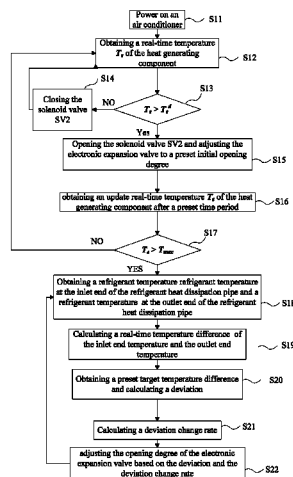 Power on an
air conditioner
S11
Obtaining a real-time temperature
Te of the heat generating
component
S12
S14
Closing the
solenoid valve
SV2
NO
S13
Yes
Opening the solenoid valve SV2 and adjusting the
electronic expansion valve to a preset initial opening
degree
S15
obtaining an update real-time temperature Te of the heat
generating component after a preset time period
S16
S17
NO
Te > Tmax
YES
Obtaining a refrigerant temperature refrigerant temperature
at the inlet end of the refrigerant heat dissipation pipe and a
refrigerant temperature at the outlet end of the refrigerant
heat dissipation pipe
S18
Calculating a real-time temperature difference of
the inlet end temperature and the outlet end
temperature
S19
Obtaining a preset target temperature difference
and calculating a deviation
S20
Calculating a deviation change rate
S21
adjusting the opening degree of the electronic
expansion valve based on the deviation and the
deviation change rate
S22